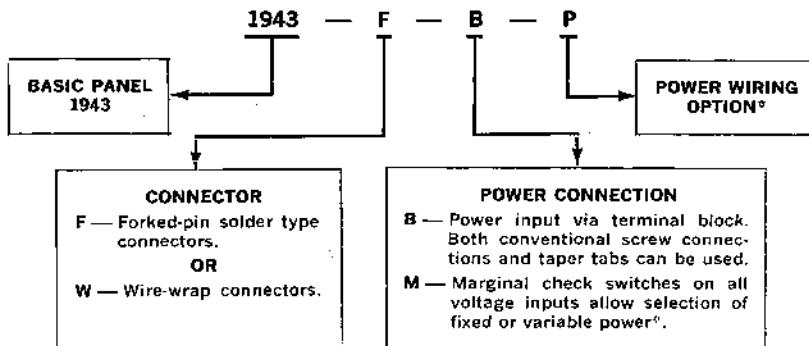 1943 — F — B — P
BASIC PANEL
1943
POWER WIRING
OPTION*
CONNECTOR
F — Forked-pin solder type
connectors.
OR
W — Wire-wrap connectors.
POWER CONNECTION
B — Power input via terminal block.
Both conventional screw connec-
tions and taper tabs can be used.
M — Marginal check switches on all
voltage inputs allow selection of
fixed or variable power*.